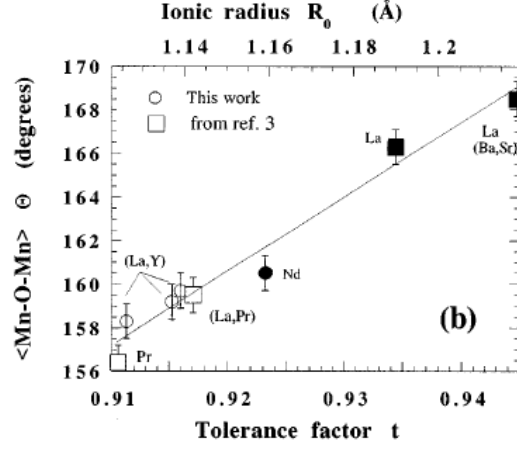 Ionic radius R₀ (Å)
1.14 1.16 1.18 1.2
170
168
166
164
162
160
158
156
<Mn-O-Mn> Θ (degrees)
This work
from ref. 3
La
La
(Ba,Sr)
(La,Y)
Nd
(La,Pr)
Pr
(b)
0.91 0.92 0.93 0.94
Tolerance factor t